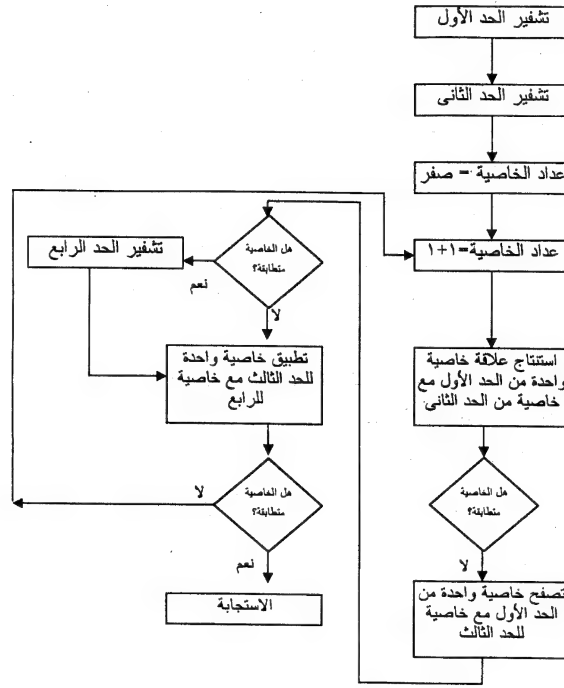 تشفير الحد الأول
تشفير الحد الثانى
عداد الخاصية = صفر
عداد الخاصية=١+١
استنتاج علاقة خاصية
واحدة من الحد الأول مع
خاصية من الحد الثانى
هل الخاصية
متطابقة؟
لا
تصفح خاصية واحدة من
الحد الأول مع خاصية
للحد الثالث
هل الخاصية
متطابقة؟
نعم
تشفير الحد الرابع
لا
تطبيق خاصية واحدة
للحد الثالث مع خاصية
للرابع
هل الخاصية
متطابقة؟
لا
نعم
الاستجابة